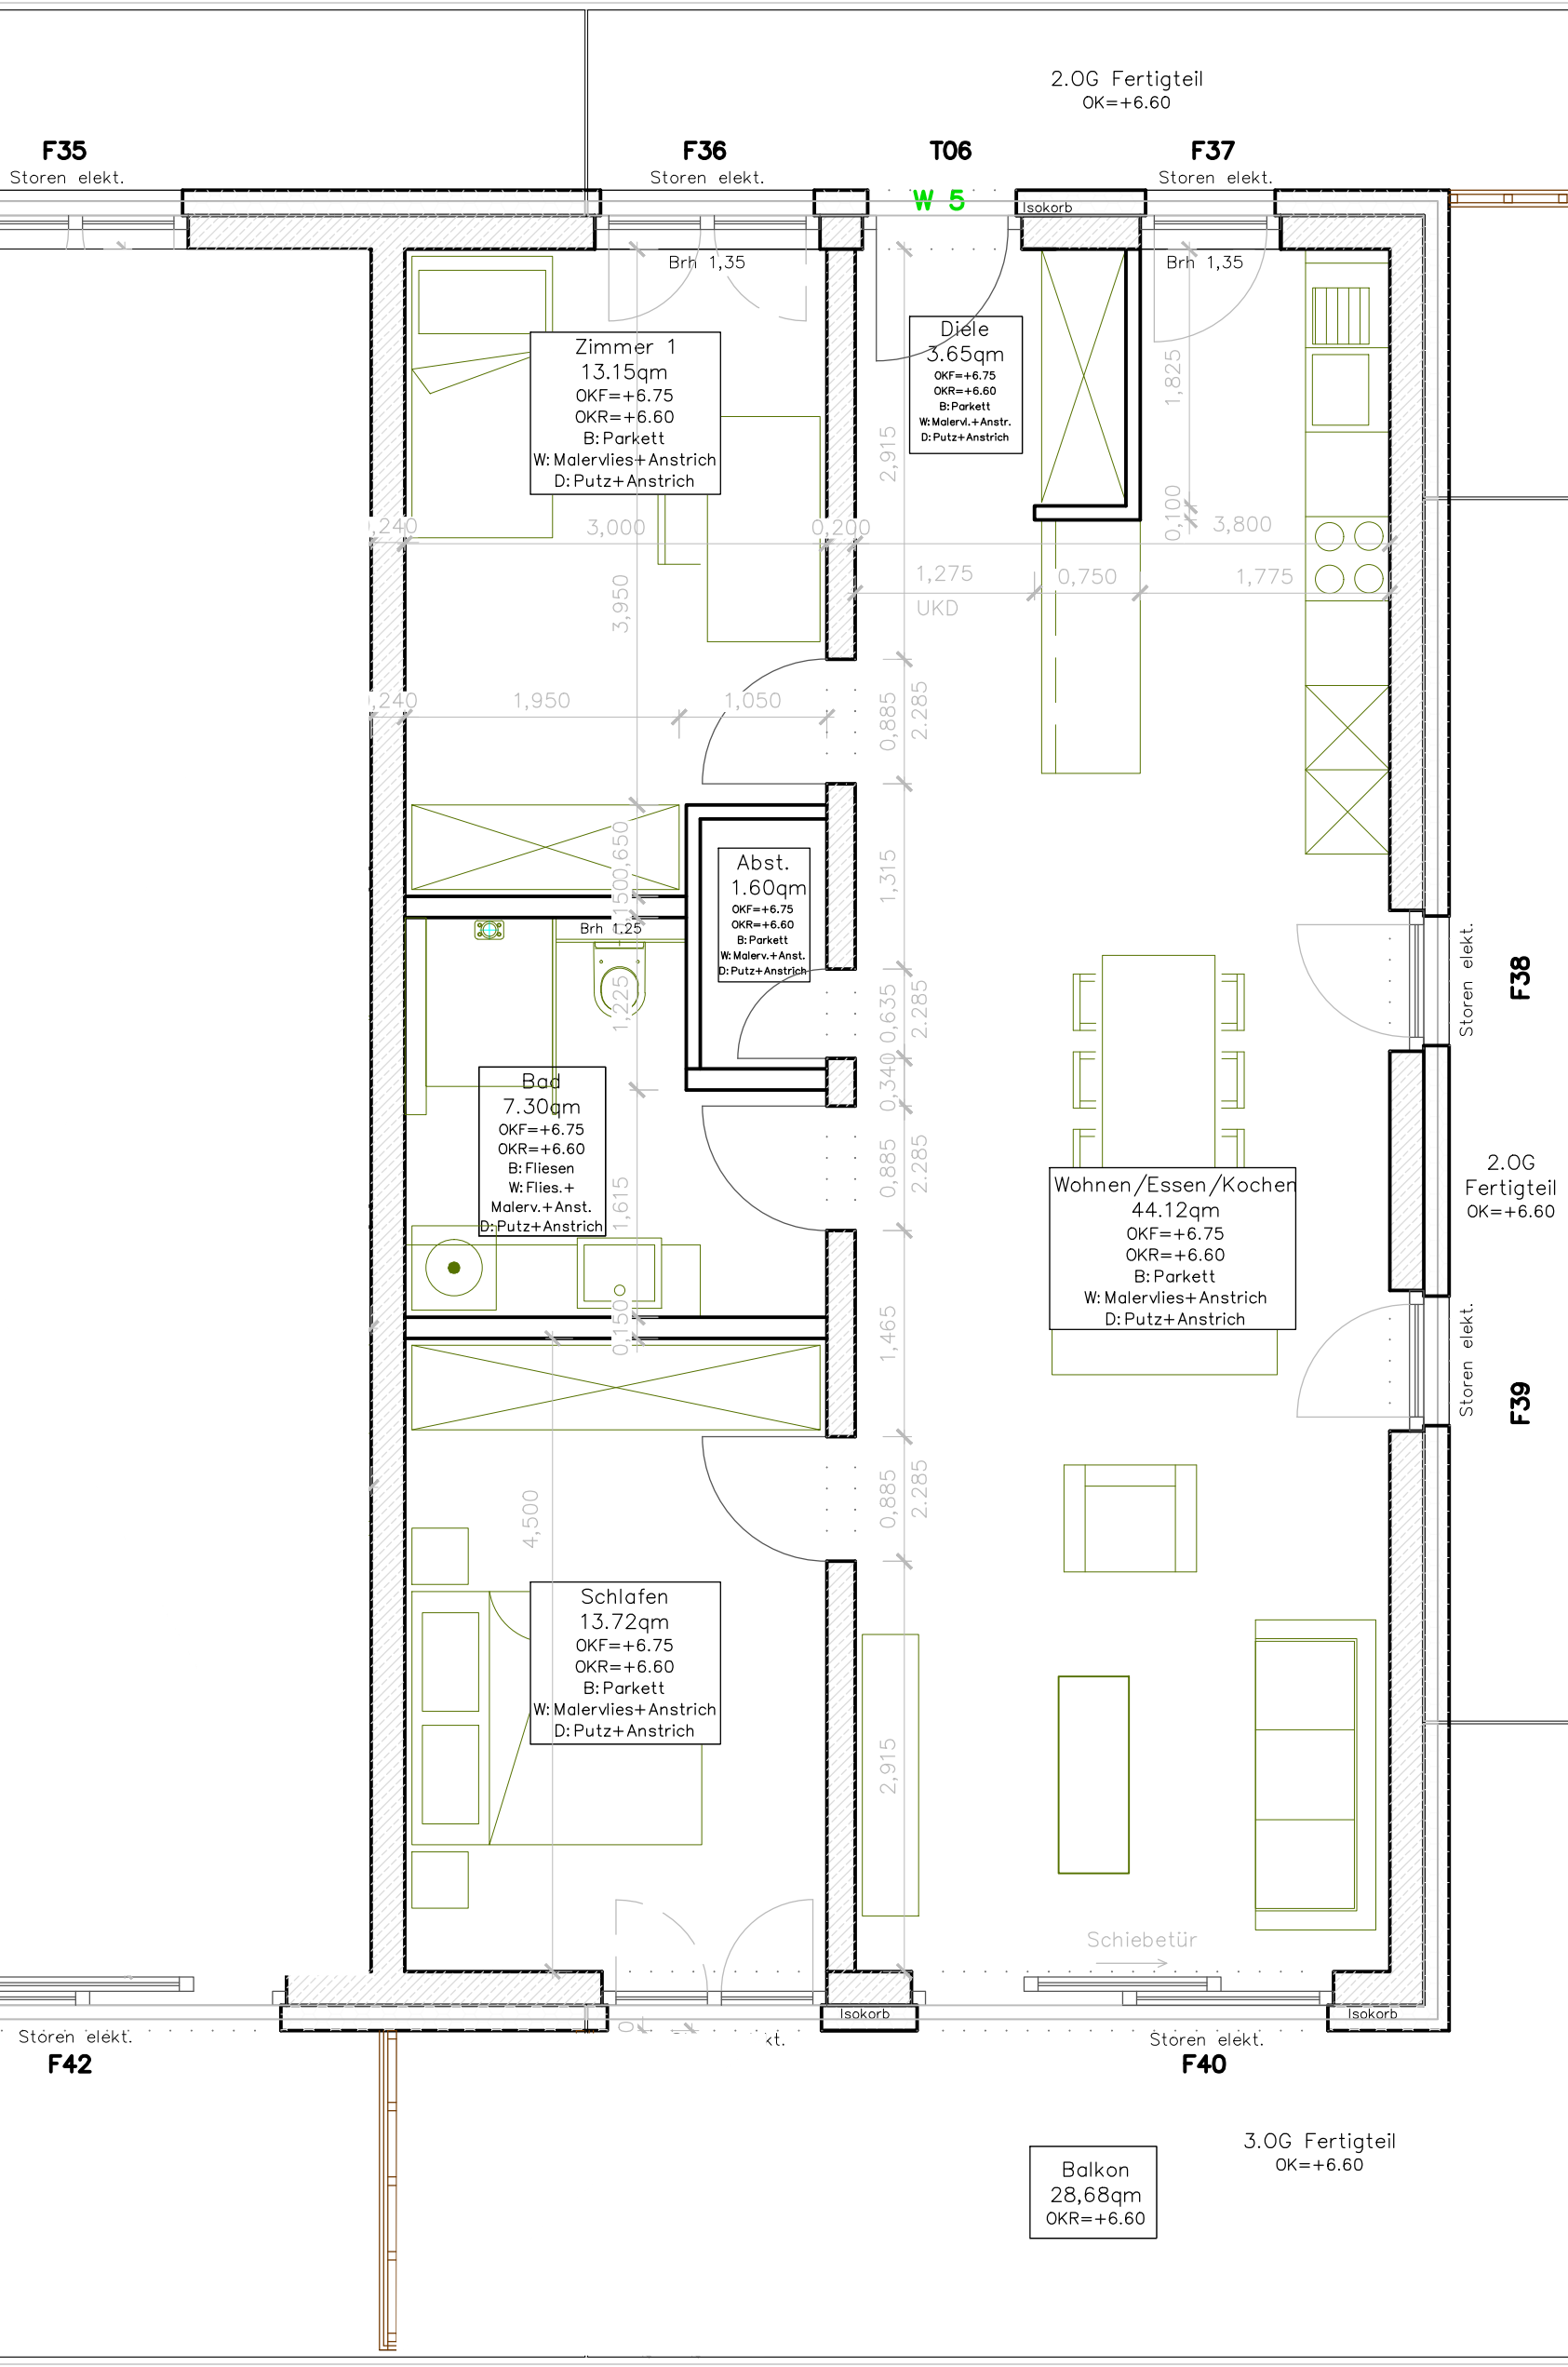 2.OG Fertigteil
OK=+6.60
F35
F36
T06
F37
Storen elekt.
Storen elekt.
W 5
Storen elekt.
Isokorb
Brh 1,35
Brh 1,35
Zimmer 1
13.15qm
OKF=+6.75
OKR=+6.60
B: Parkett
W: Malervlies+Anstrich
D: Putz+Anstrich
Diele
3.65qm
OKF=+6.75
OKR=+6.60
B: Parkett
W: Malervl.+Anstr.
D: Putz+Anstrich
1,825
2,915
0,100
,240
3,000
0,200
3,800
1,275
0,750
1,775
UKD
3,950
,240
1,950
1,050
0,885
2.285
0,650
1,315
Abst.
1.60qm
OKF=+6.75
OKR=+6.60
B: Parkett
W: Malerv.+Anst.
D: Putz+Anstrich
Brh 1.25
1,225
0,635
2.285
0,340
Storen elekt.
F38
Bad
7.30qm
OKF=+6.75
OKR=+6.60
B: Fliesen
W: Flies.+
Malerv.+Anst.
D: Putz+Anstrich
1,615
0,885
2.285
Wohnen/Essen/Kochen
44.12qm
OKF=+6.75
OKR=+6.60
B: Parkett
W: Malervlies+Anstrich
D: Putz+Anstrich
2.OG
Fertigteil
OK=+6.60
0,150
1,465
Storen elekt.
F39
4,500
0,885
2.285
Schlafen
13.72qm
OKF=+6.75
OKR=+6.60
B: Parkett
W: Malervlies+Anstrich
D: Putz+Anstrich
2,915
Schiebetür
Isokorb
Isokorb
Storen elekt.
F42
kt.
Storen elekt.
F40
3.OG Fertigteil
OK=+6.60
Balkon
28,68qm
OKR=+6.60